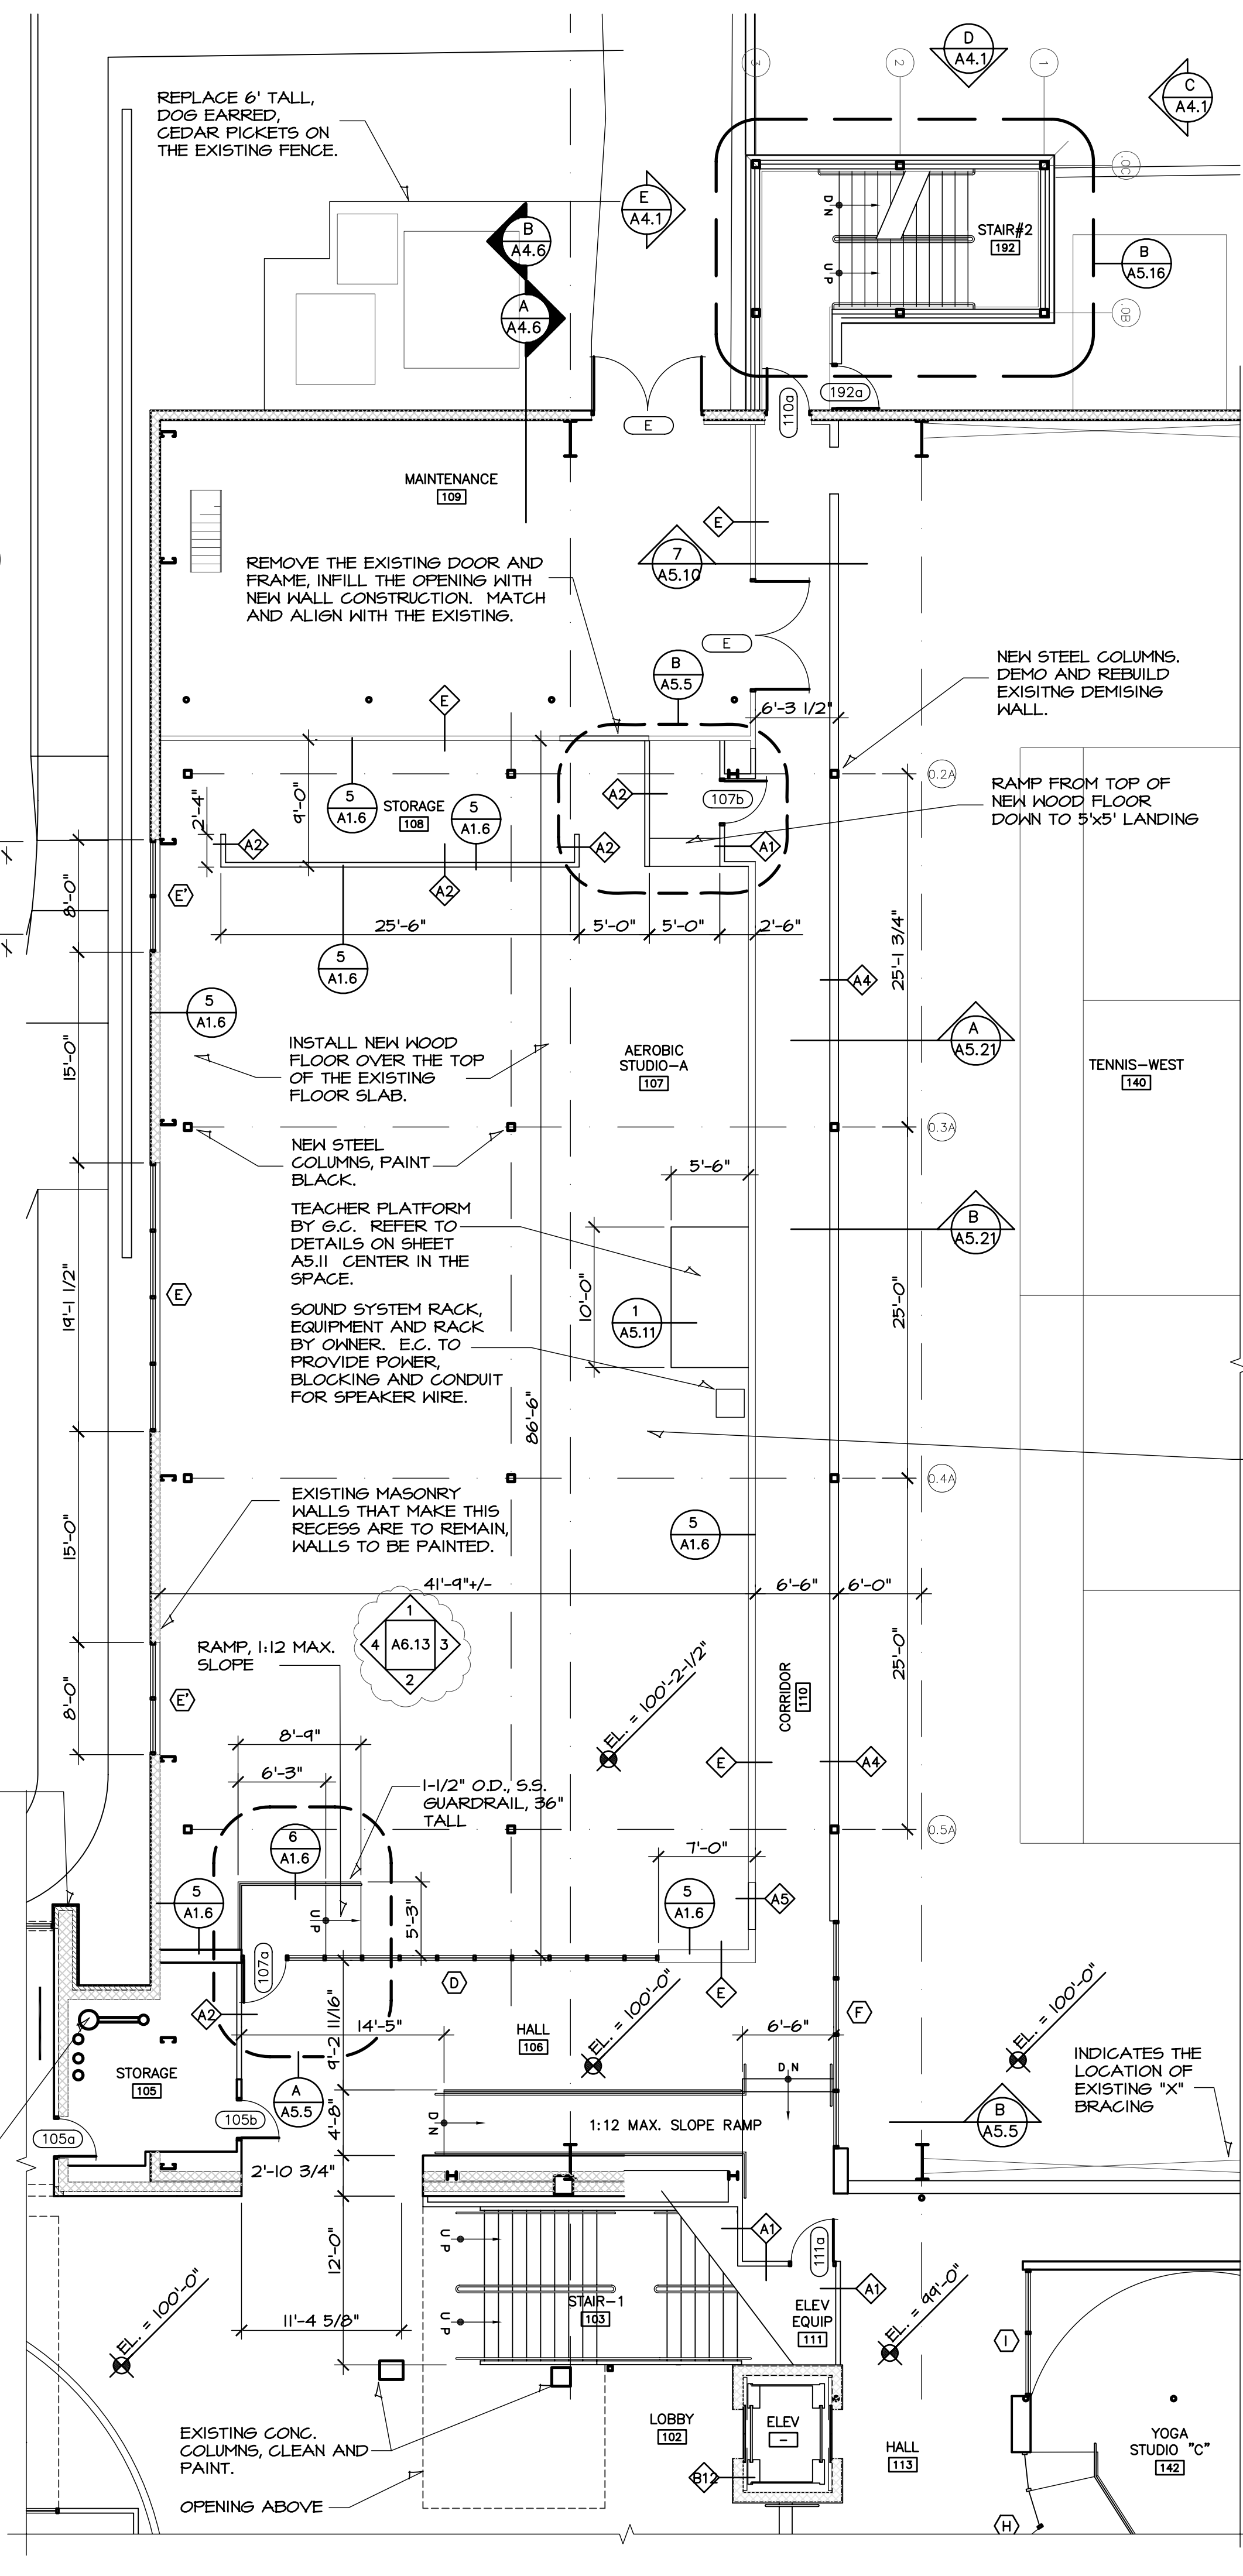 D
A4.1
C
A4.1
3
2
1
REPLACE 6' TALL,
DOG EARRED,
CEDAR PICKETS ON
THE EXISTING FENCE.
E
A4.1
B
A4.6
A
A4.6
DN
UP
STAIR#2
192
.0C
B
A5.16
.0B
192a
110a
E
MAINTENANCE
109
E
7
A5.10
REMOVE THE EXISTING DOOR AND
FRAME, INFILL THE OPENING WITH
NEW WALL CONSTRUCTION. MATCH
AND ALIGN WITH THE EXISTING.
E
B
A5.5
E
6'-3 1/2"
NEW STEEL COLUMNS.
DEMO AND REBUILD
EXISITNG DEMISING
WALL.
0.2A
RAMP FROM TOP OF
NEW WOOD FLOOR
DOWN TO 5'x5' LANDING
2'-4"
9'-0"
5
A1.6
STORAGE
108
5
A1.6
A2
107b
A2
A2
A1
A2
8'-0"
E'
25'-6"
5'-0"
5'-0"
2'-6"
5
A1.6
25'-1 3/4"
A4
5
A1.6
A
A5.21
15'-0"
INSTALL NEW WOOD
FLOOR OVER THE TOP
OF THE EXISTING
FLOOR SLAB.
AEROBIC
STUDIO-A
107
TENNIS-WEST
140
0.3A
NEW STEEL
COLUMNS, PAINT
BLACK.
5'-6"
TEACHER PLATFORM
BY G.C. REFER TO
DETAILS ON SHEET
A5.11 CENTER IN THE
SPACE.
B
A5.21
19'-1 1/2"
E
10'-0"
25'-0"
1
A5.11
SOUND SYSTEM RACK,
EQUIPMENT AND RACK
BY OWNER. E.C. TO
PROVIDE POWER,
BLOCKING AND CONDUIT
FOR SPEAKER WIRE.
86'-6"
0.4A
EXISTING MASONRY
WALLS THAT MAKE THIS
RECESS ARE TO REMAIN,
WALLS TO BE PAINTED.
5
A1.6
15'-0"
41'-9"+/-
6'-6"
6'-0"
1
4
A6.13
3
2
RAMP, 1:12 MAX.
SLOPE
EL. = 100'-2-1/2"
CORRIDOR
110
25'-0"
8'-0"
E'
8'-9"
6'-3"
E
A4
1-1/2" O.D., S.S.
GUARDRAIL, 36"
TALL
0.5A
6
A1.6
7'-0"
5
A1.6
5
A1.6
A5
UP
5'-3"
107a
D
E
A2
F
EL. = 100'-0"
EL. = 100'-0"
9'-2 11/16"
14'-5"
HALL
106
6'-6"
DN
STORAGE
105
INDICATES THE
LOCATION OF
EXISTING "X"
BRACING
A
A5.5
105b
105a
4'-8"
DN
1:12 MAX. SLOPE RAMP
B
A5.5
2'-10 3/4"
12'-0"
UP
A1
111a
EL. = 100'-0"
EL. = 99'-0"
STAIR-1
103
A1
ELEV
EQUIP
111
UP
11'-4 5/8"
I
EXISTING CONC.
COLUMNS, CLEAN AND
PAINT.
LOBBY
102
ELEV
-
HALL
113
YOGA
STUDIO "C"
142
B12
OPENING ABOVE
H